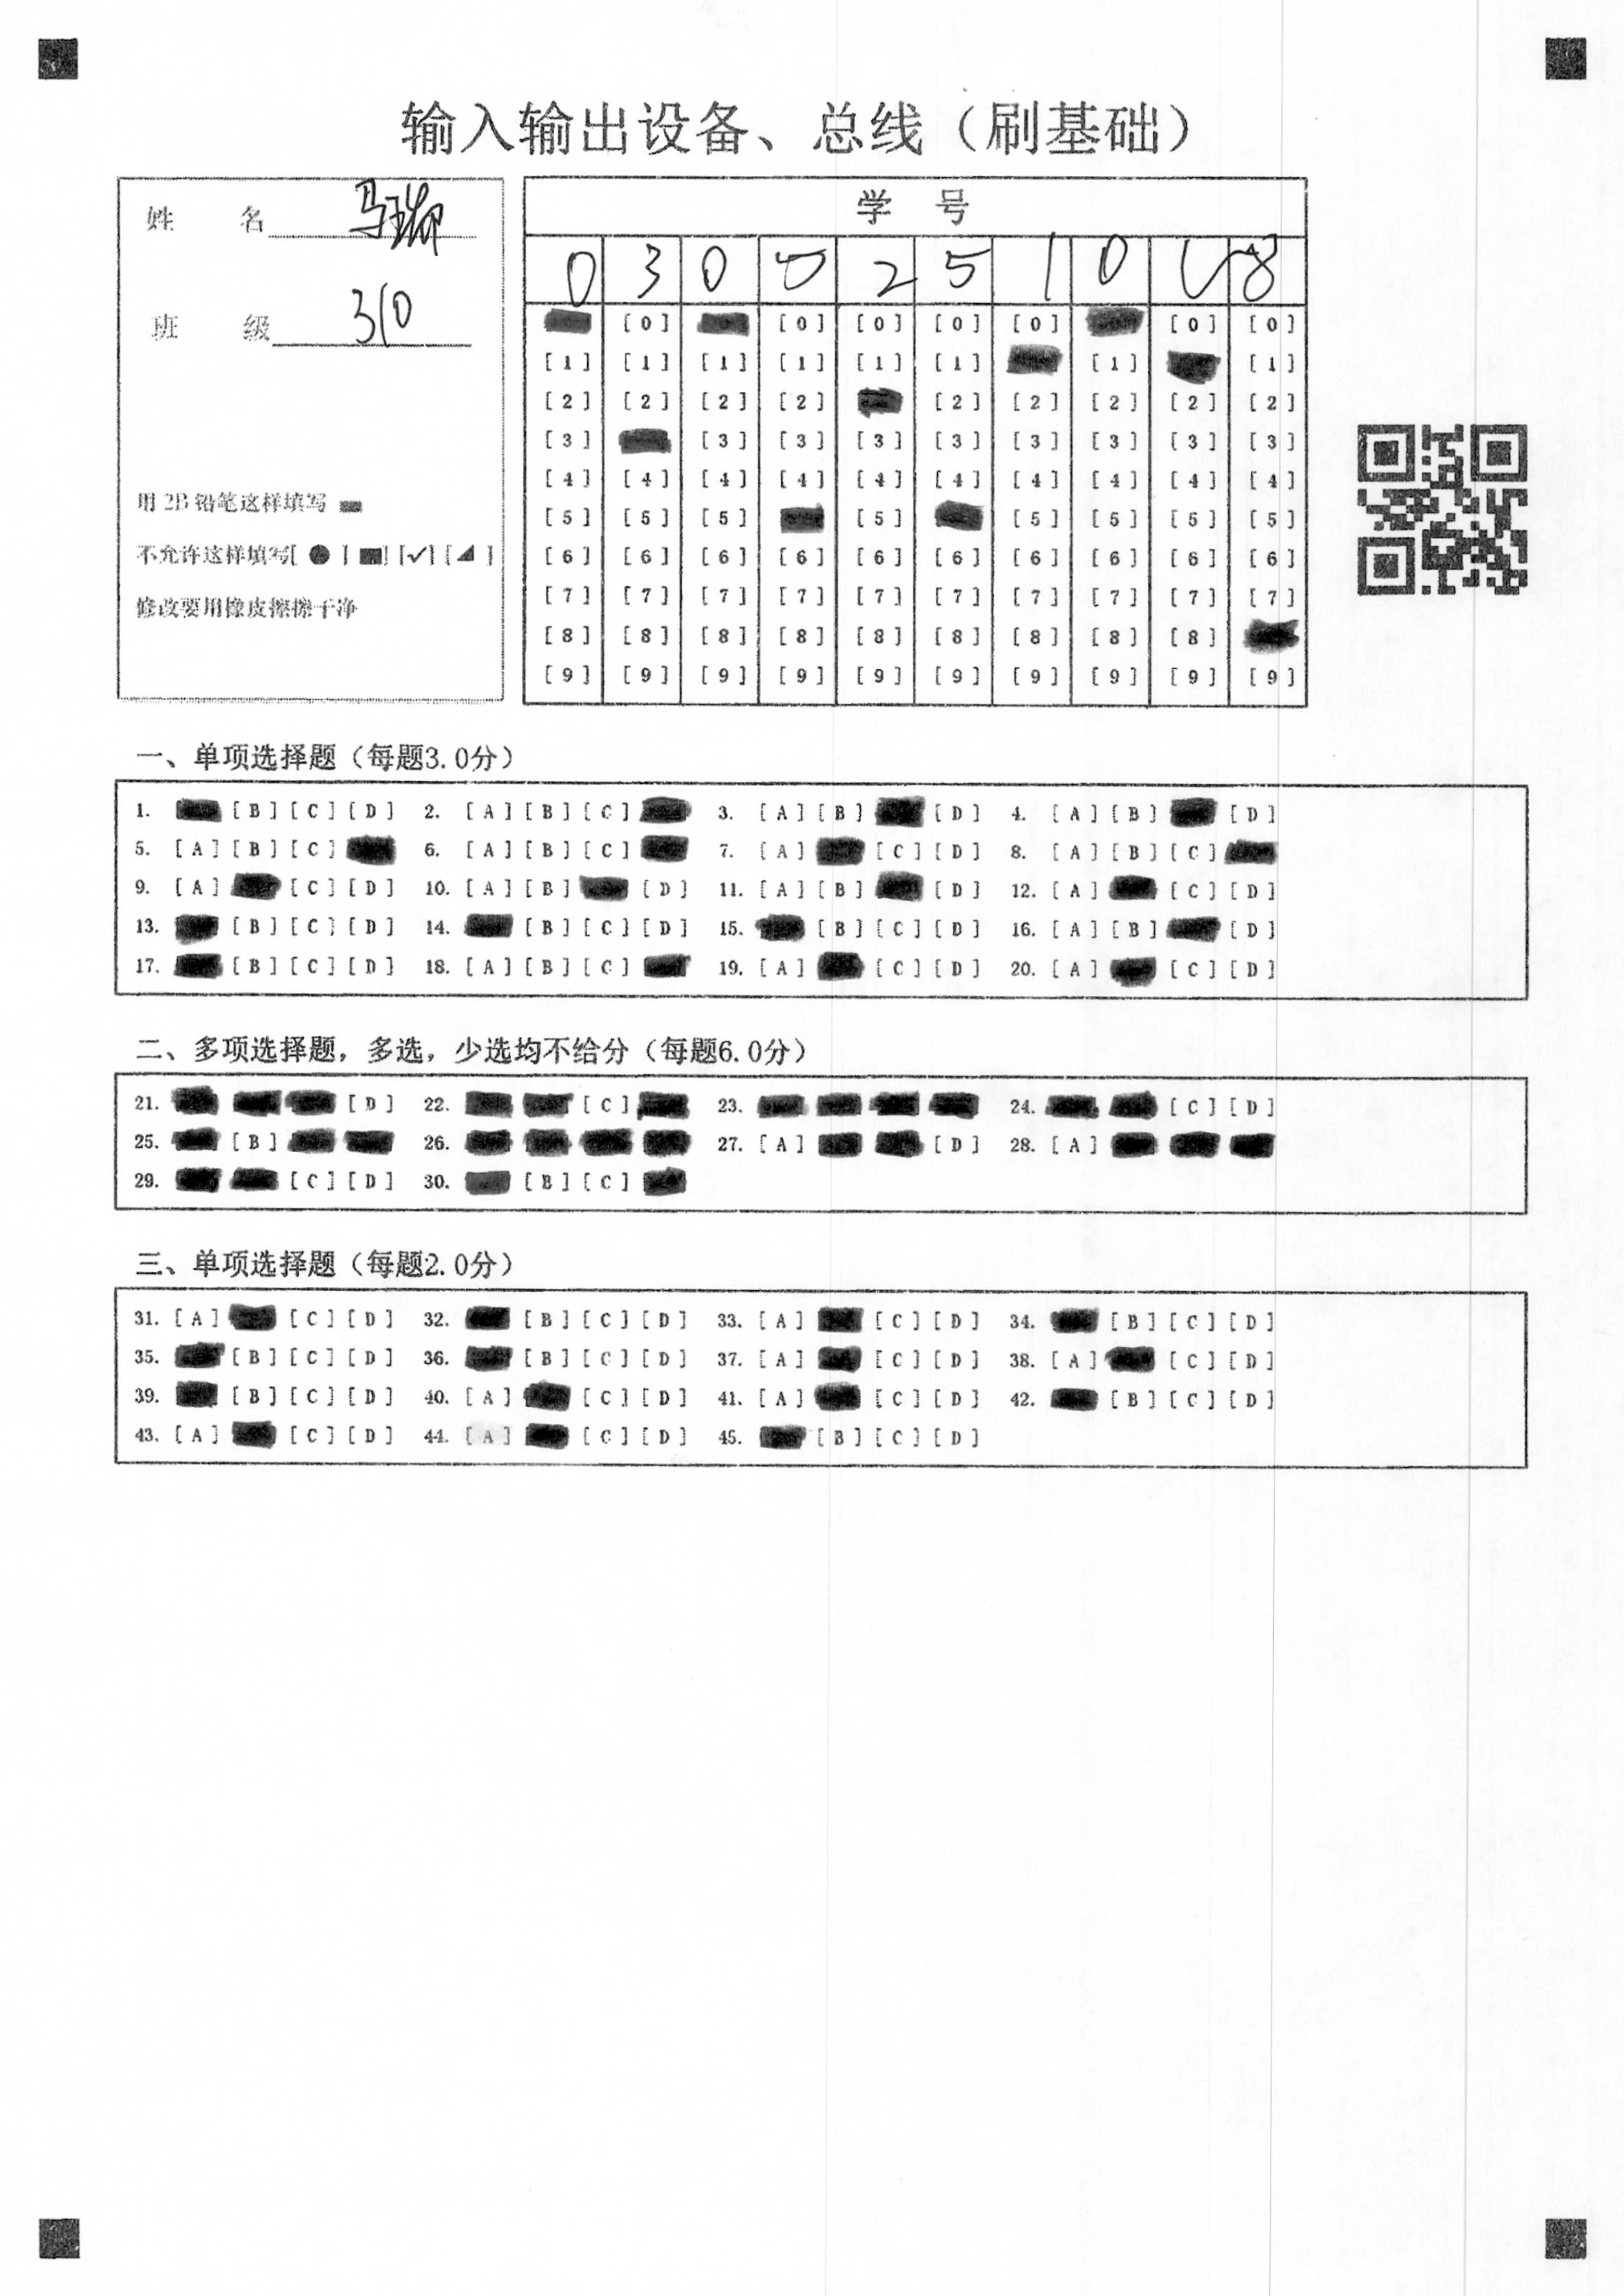 输入输出设备、总线（刷基础）
姓 名
班 级 310
用 2B 铅笔这样填写
不允许这样填写[ ● ] [■] [✓] [◢ ]
修改要用橡皮擦擦干净
学 号
0 3 0 5 2 5 1 0 8
[0] [0] [0] [0] [0] [0] [0]
[1] [1] [1] [1] [1] [1] [1] [1]
[2] [2] [2] [2] [2] [2] [2] [2] [2]
[3] [3] [3] [3] [3] [3] [3] [3] [3]
[4] [4] [4] [4] [4] [4] [4] [4] [4] [4]
[5] [5] [5] [5] [5] [5] [5] [5]
[6] [6] [6] [6] [6] [6] [6] [6] [6] [6]
[7] [7] [7] [7] [7] [7] [7] [7] [7] [7]
[8] [8] [8] [8] [8] [8] [8] [8] [8]
[9] [9] [9] [9] [9] [9] [9] [9] [9] [9]
一、单项选择题（每题3.0分）
1. [B] [C] [D] 2. [A] [B] [C] 3. [A] [B] [D] 4. [A] [B] [D]
5. [A] [B] [C] 6. [A] [B] [C] 7. [A] [C] [D] 8. [A] [B] [C]
9. [A] [C] [D] 10. [A] [B] [D] 11. [A] [B] [D] 12. [A] [C] [D]
13. [B] [C] [D] 14. [B] [C] [D] 15. [B] [C] [D] 16. [A] [B] [D]
17. [B] [C] [D] 18. [A] [B] [C] 19. [A] [C] [D] 20. [A] [C] [D]
二、多项选择题，多选，少选均不给分（每题6.0分）
21. [D] 22. [C] 23. 24. [C] [D]
25. [B] 26. 27. [A] [D] 28. [A]
29. [C] [D] 30. [B] [C]
三、单项选择题（每题2.0分）
31. [A] [C] [D] 32. [B] [C] [D] 33. [A] [C] [D] 34. [B] [C] [D]
35. [B] [C] [D] 36. [B] [C] [D] 37. [A] [C] [D] 38. [A] [C] [D]
39. [B] [C] [D] 40. [A] [C] [D] 41. [A] [C] [D] 42. [B] [C] [D]
43. [A] [C] [D] 44. [A] [C] [D] 45. [B] [C] [D]